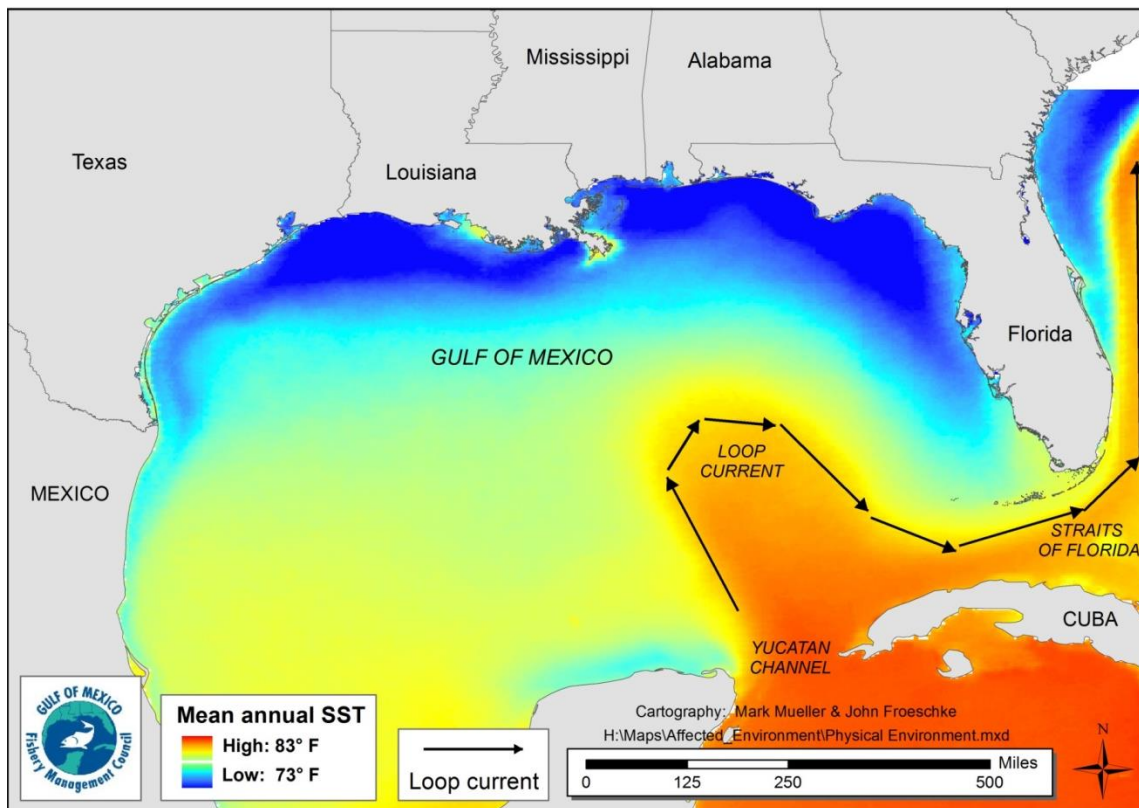 Mississippi
Alabama
Texas
Louisiana
Florida
GULF OF MEXICO
LOOP
CURRENT
MEXICO
STRAITS
OF FLORIDA
CUBA
YUCATAN
CHANNEL
GULF OF MEXICO
Fishery Management Council
Mean annual SST
High: 83° F
Low: 73° F
Loop current
Cartography: Mark Mueller & John Froeschke
H:\Maps\Affected_Environment\Physical Environment.mxd
Miles
0 125 250 500
N